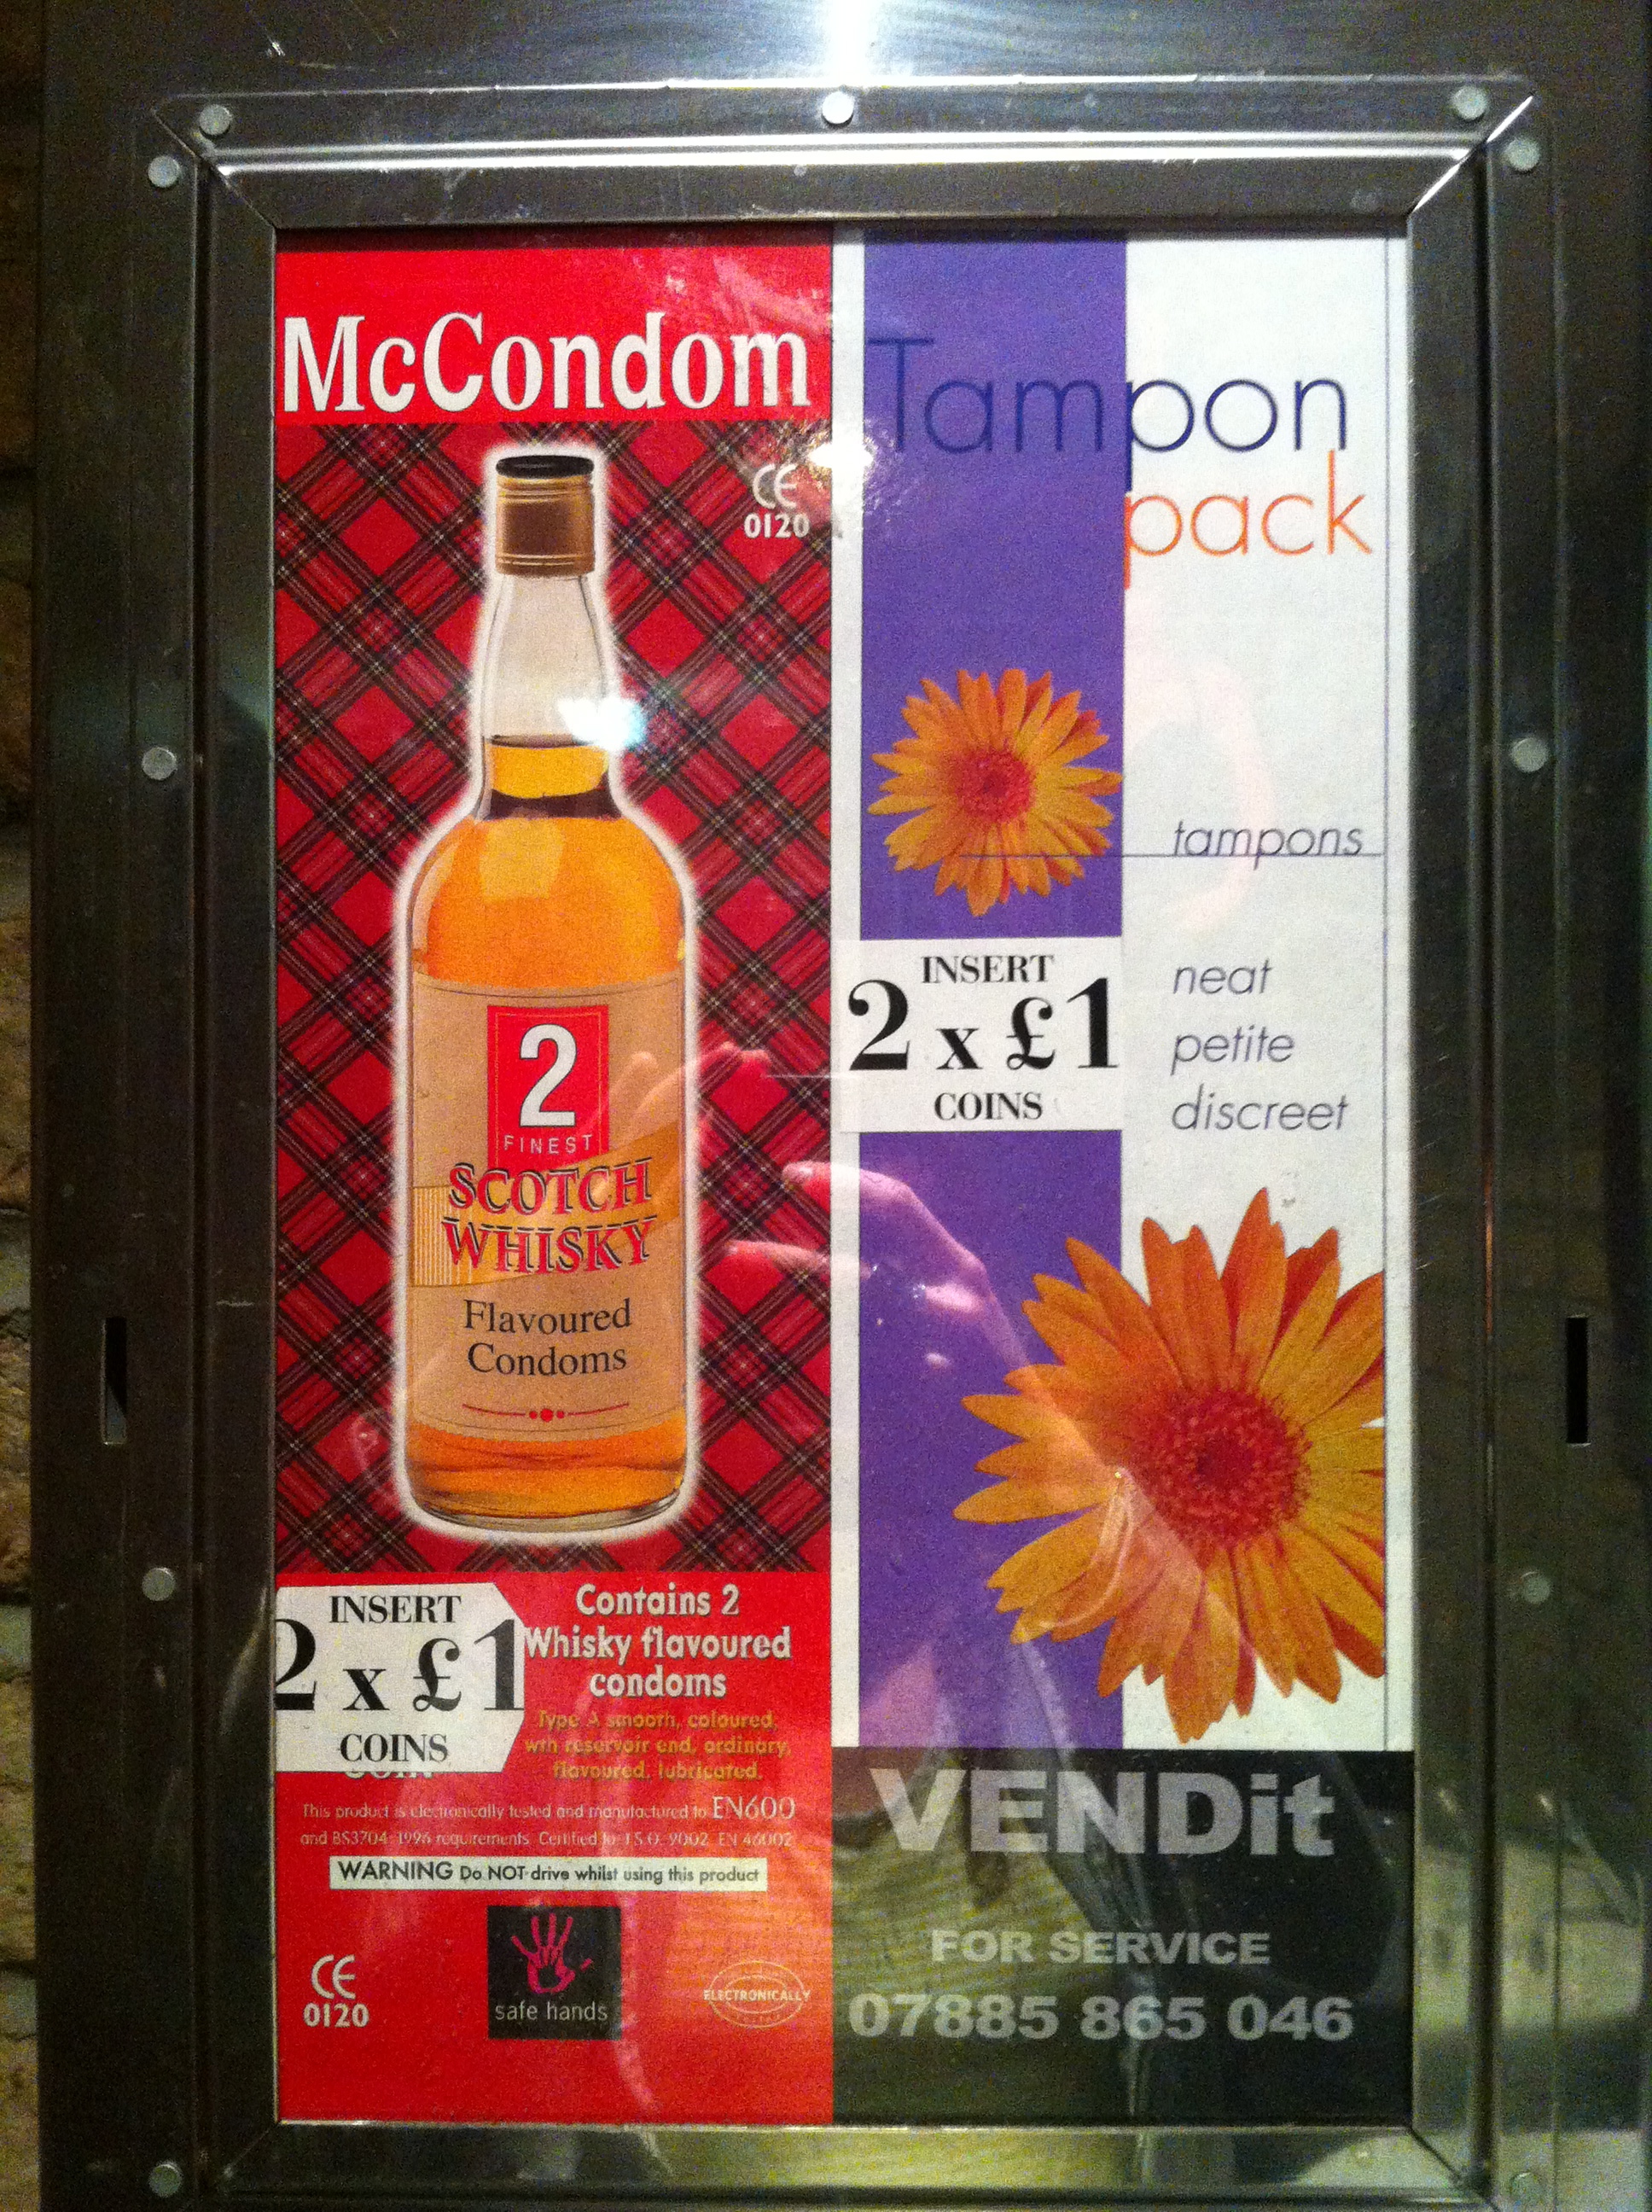 McCondom
CE
0120
2
FINEST
SCOTCH
WHISKY
Flavoured
Condoms
INSERT
2 x £1
COINS
Contains 2
Whisky flavoured
condoms
Type A smooth, coloured,
wth reservoir end, ordinary,
flavoured, lubricated.
This product is electronically tested and manufactured to EN600
and BS3704: 1996 requirements. Certified to I.S.O. 9002. EN 46002
WARNING Do NOT drive whilst using this product
CE
0120
safe hands
ELECTRONICALLY
Tampon
pack
tampons
INSERT
2 x £1
COINS
neat
petite
discreet
VENDit
FOR SERVICE
07885 865 046